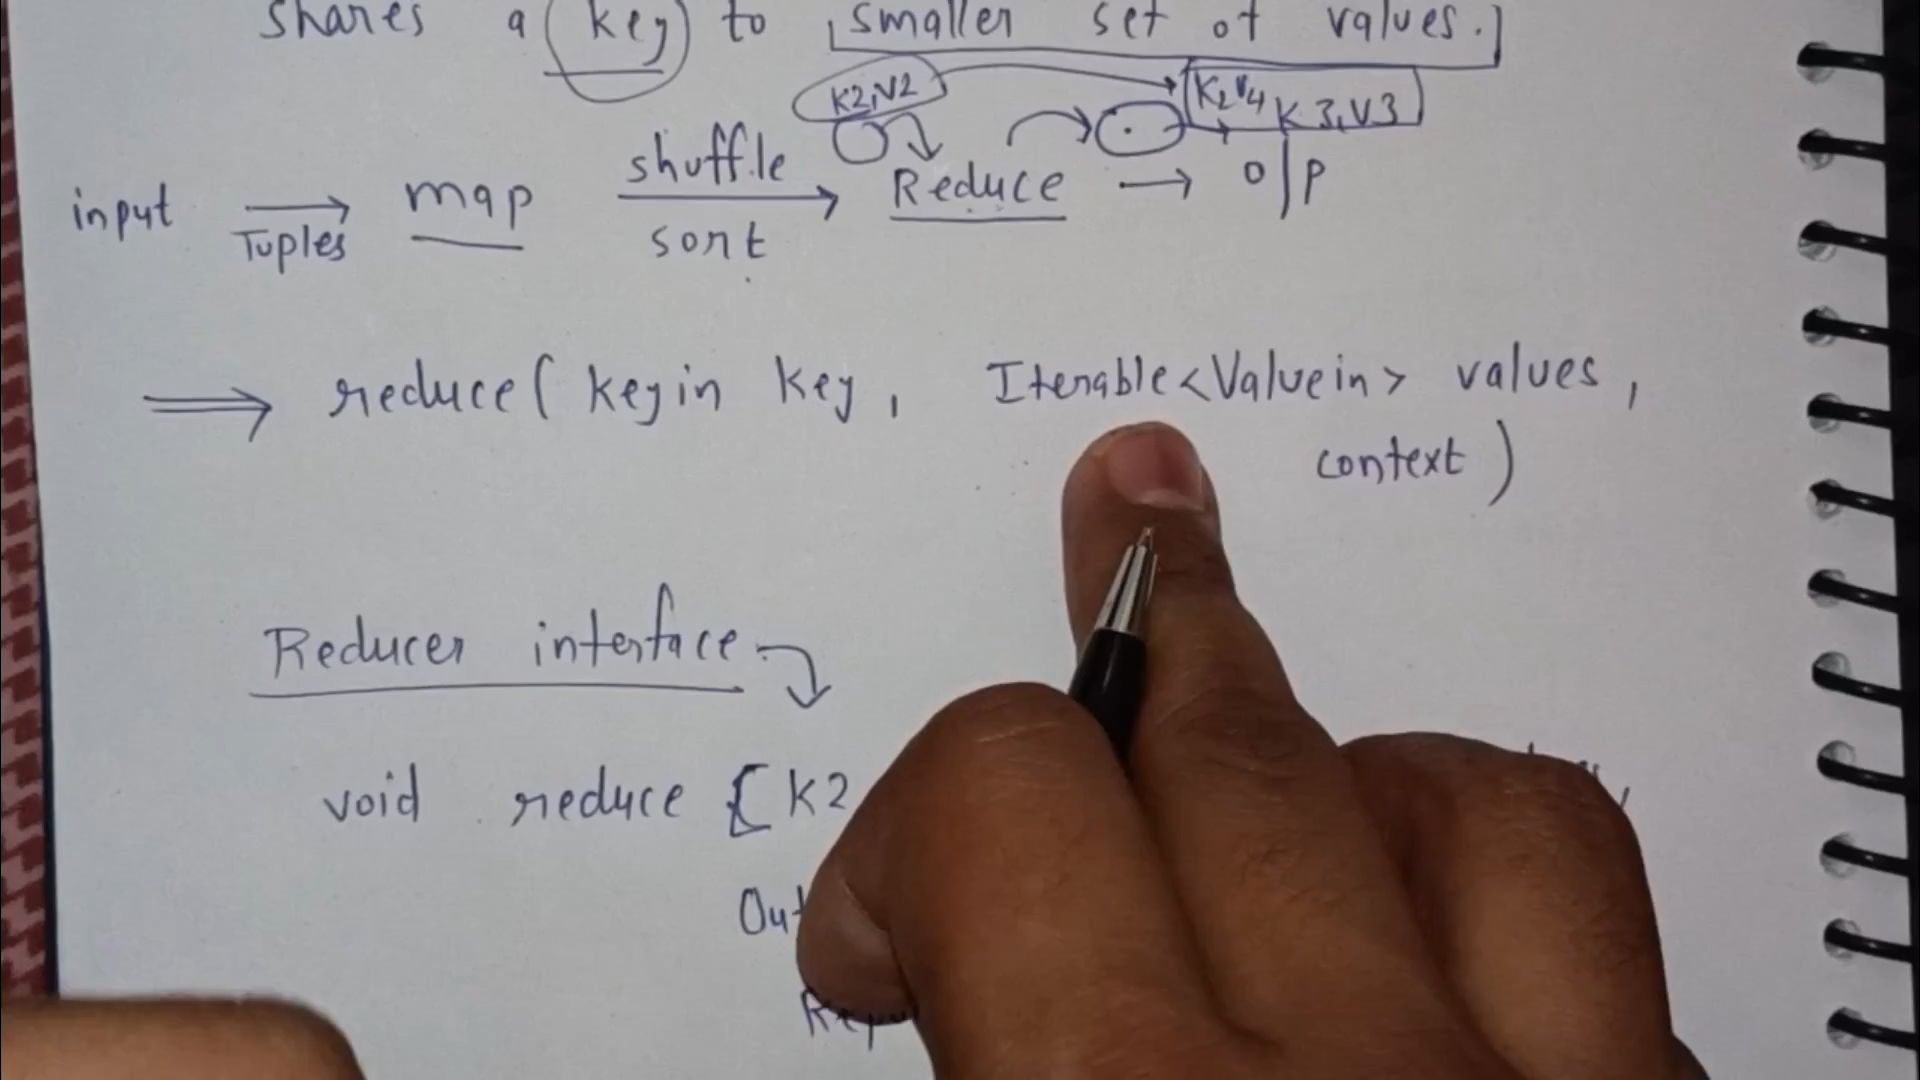 shares a key to smaller set of values.
K2,V2 K2V4 K3,V3
input Tuples map shuffle sort Reduce → O|P
⇒ reduce( keyin key, Iterable<Valuein> values,
context)
Reducer interface
void reduce [K2